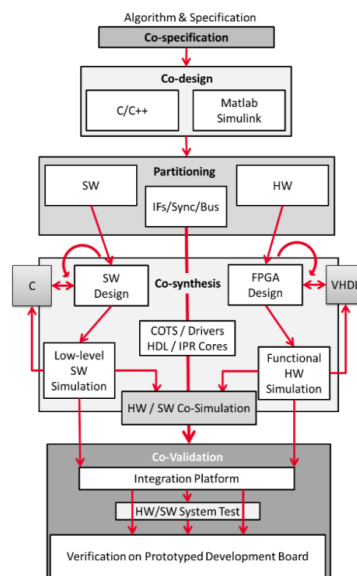 Algorithm & Specification
Co-specification
Co-design
C/C++
Matlab
Simulink
Partitioning
SW
HW
IFs/Sync/Bus
C
SW
Design
Co-synthesis
FPGA
Design
VHDL
COTS / Drivers
HDL / IPR Cores
Low-level
SW
Simulation
Functional
HW
Simulation
HW / SW Co-Simulation
Co-Validation
Integration Platform
HW/SW System Test
Verification on Prototyped Development Board